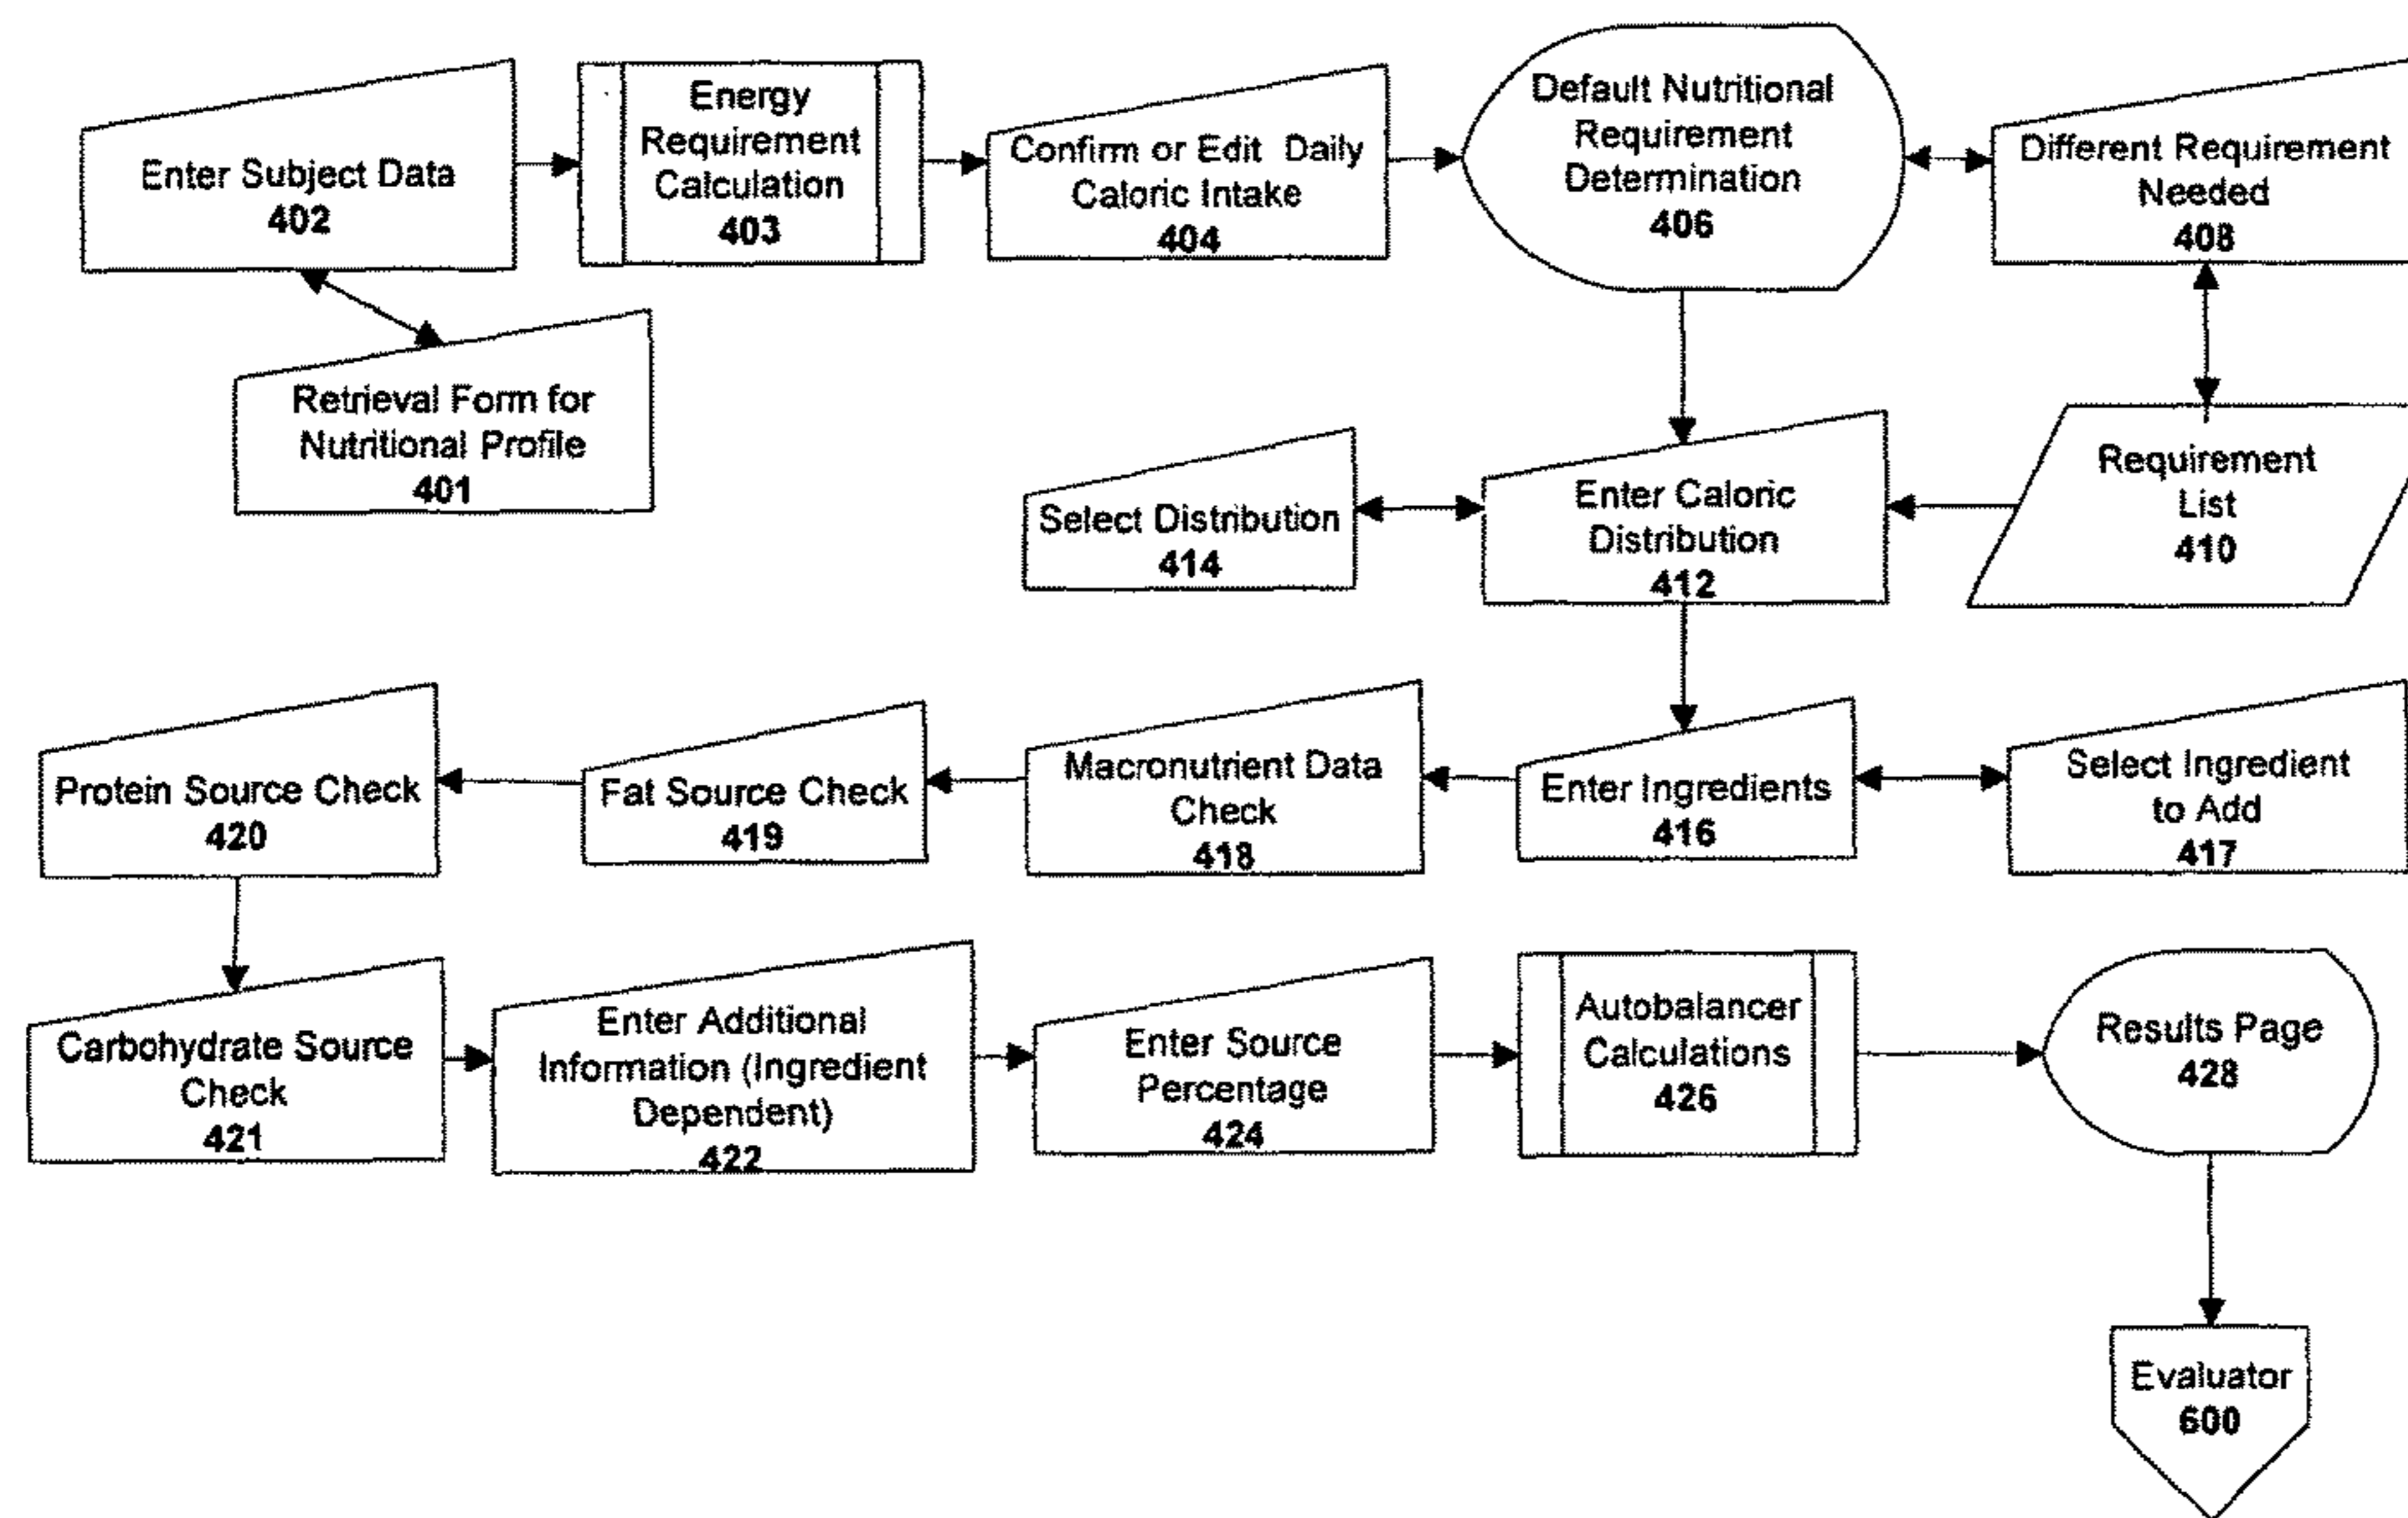 Enter Subject Data
402
Energy
Requirement
Calculation
403
Confirm or Edit Daily
Caloric Intake
404
Default Nutritional
Requirement
Determination
406
Different Requirement
Needed
408
Retrieval Form for
Nutritional Profile
401
Select Distribution
414
Enter Caloric
Distribution
412
Requirement
List
410
Protein Source Check
420
Fat Source Check
419
Macronutrient Data
Check
418
Enter Ingredients
416
Select Ingredient
to Add
417
Carbohydrate Source
Check
421
Enter Additional
Information (Ingredient
Dependent)
422
Enter Source
Percentage
424
Autobalancer
Calculations
426
Results Page
428
Evaluator
600